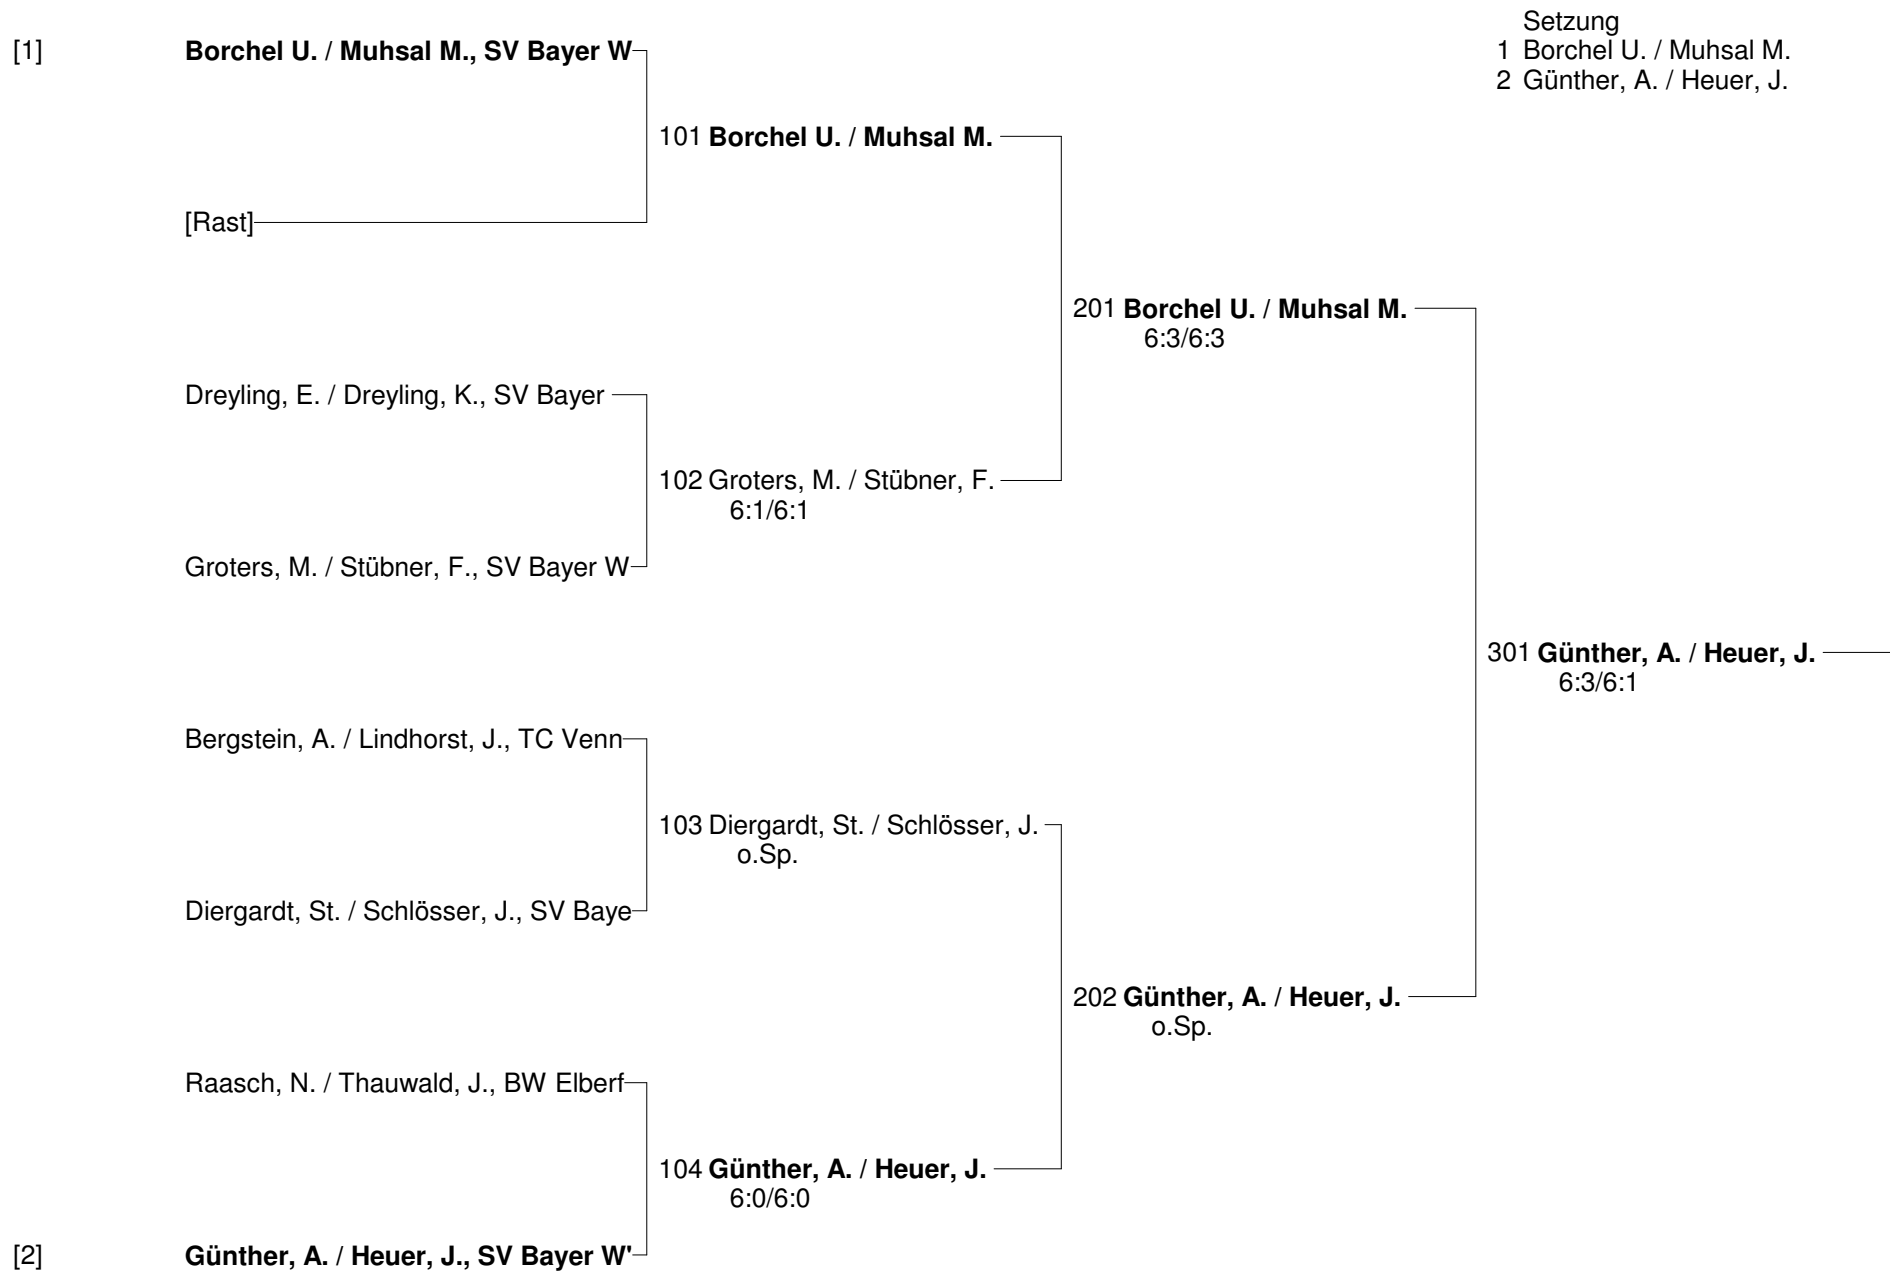 Setzung
1 Borchel U. / Muhsal M.
2 Günther, A. / Heuer, J.
[1] Borchel U. / Muhsal M., SV Bayer W
101 Borchel U. / Muhsal M.
[Rast]
201 Borchel U. / Muhsal M.
6:3/6:3
Dreyling, E. / Dreyling, K., SV Bayer
102 Groters, M. / Stübner, F.
6:1/6:1
Groters, M. / Stübner, F., SV Bayer W
301 Günther, A. / Heuer, J.
6:3/6:1
Bergstein, A. / Lindhorst, J., TC Venn
103 Diergardt, St. / Schlösser, J.
o.Sp.
Diergardt, St. / Schlösser, J., SV Baye
202 Günther, A. / Heuer, J.
o.Sp.
Raasch, N. / Thauwald, J., BW Elberf
104 Günther, A. / Heuer, J.
6:0/6:0
[2] Günther, A. / Heuer, J., SV Bayer W'